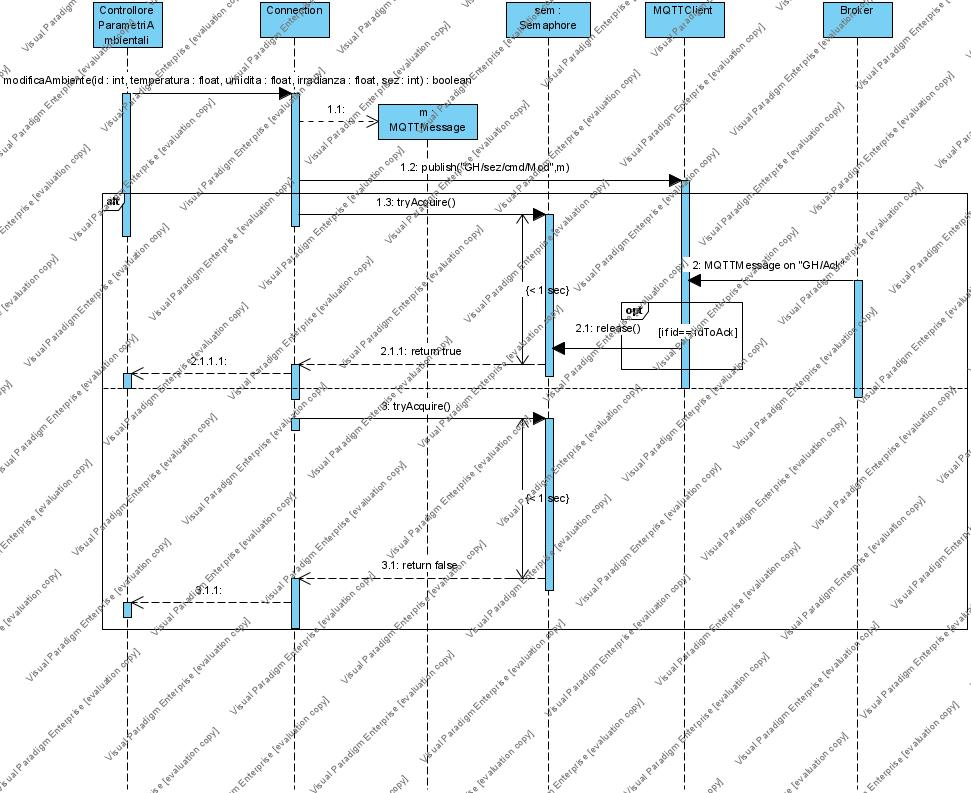 Controllore
ParametriA
mbientali
Connection
sem :
Semaphore
MQTTClient
Broker
modificaAmbiente(id : int, temperatura : float, umidita : float, irradianza : float, sez : int) : boolean
1.1:
m :
MQTTMessage
1.2: publish("GH/sez/cmd/Mod",m)
alt
1.3: tryAcquire()
2: MQTTMessage on "GH/Ack"
{< 1 sec}
opt
2.1: release()
[if id==idToAck]
2.1.1: return true
2.1.1.1:
3: tryAcquire()
{< 1 sec}
3.1: return false
3.1.1:
Visual Paradigm Enterprise [evaluation copy]